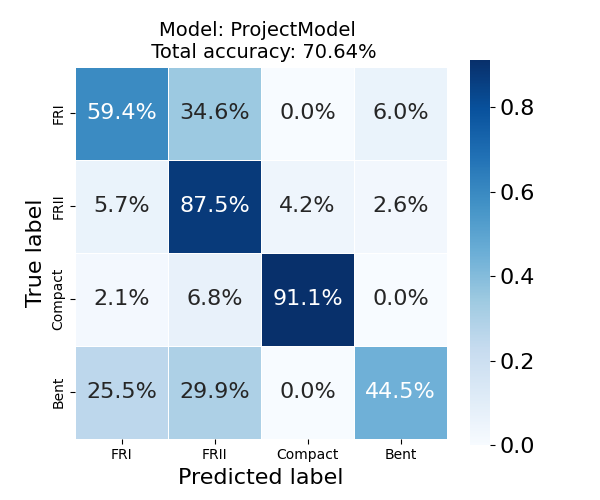 Model: ProjectModel
Total accuracy: 70.64%
True label
FRI
59.4% 34.6% 0.0% 6.0%
FRII
5.7% 87.5% 4.2% 2.6%
Compact
2.1% 6.8% 91.1% 0.0%
Bent
25.5% 29.9% 0.0% 44.5%
FRI FRII Compact Bent
Predicted label
0.8
0.6
0.4
0.2
0.0